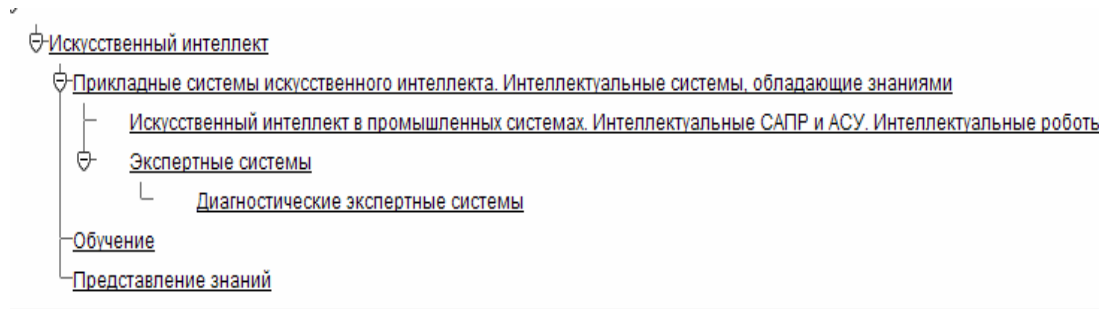 Искусственный интеллект
Прикладные системы искусственного интеллекта. Интеллектуальные системы, обладающие знаниями
Искусственный интеллект в промышленных системах. Интеллектуальные САПР и АСУ. Интеллектуальные роботы
Экспертные системы
Диагностические экспертные системы
Обучение
Представление знаний